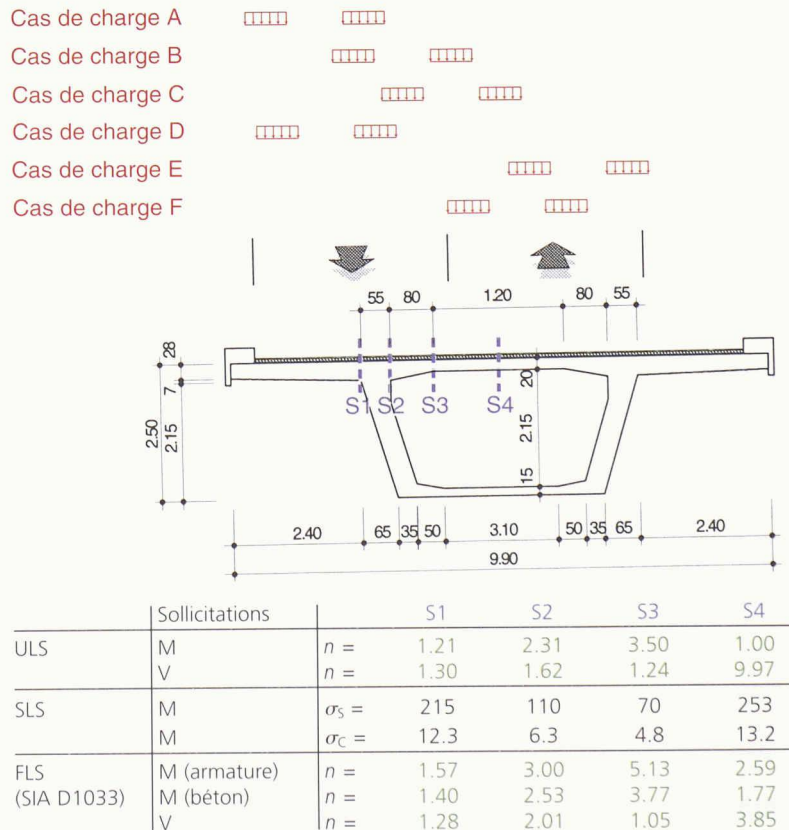 Cas de charge A
Cas de charge B
Cas de charge C
Cas de charge D
Cas de charge E
Cas de charge F
55 80 1.20 80 55
28
7
2.50
2.15
S1 S2 S3 S4
20
2.15
15
2.40 65 35 50 3.10 50 35 65 2.40
9.90
Sollicitations S1 S2 S3 S4
ULS M n = 1.21 2.31 3.50 1.00
V n = 1.30 1.62 1.24 9.97
SLS M σS = 215 110 70 253
M σC = 12.3 6.3 4.8 13.2
FLS M (armature) n = 1.57 3.00 5.13 2.59
(SIA D1033) M (béton) n = 1.40 2.53 3.77 1.77
V n = 1.28 2.01 1.05 3.85